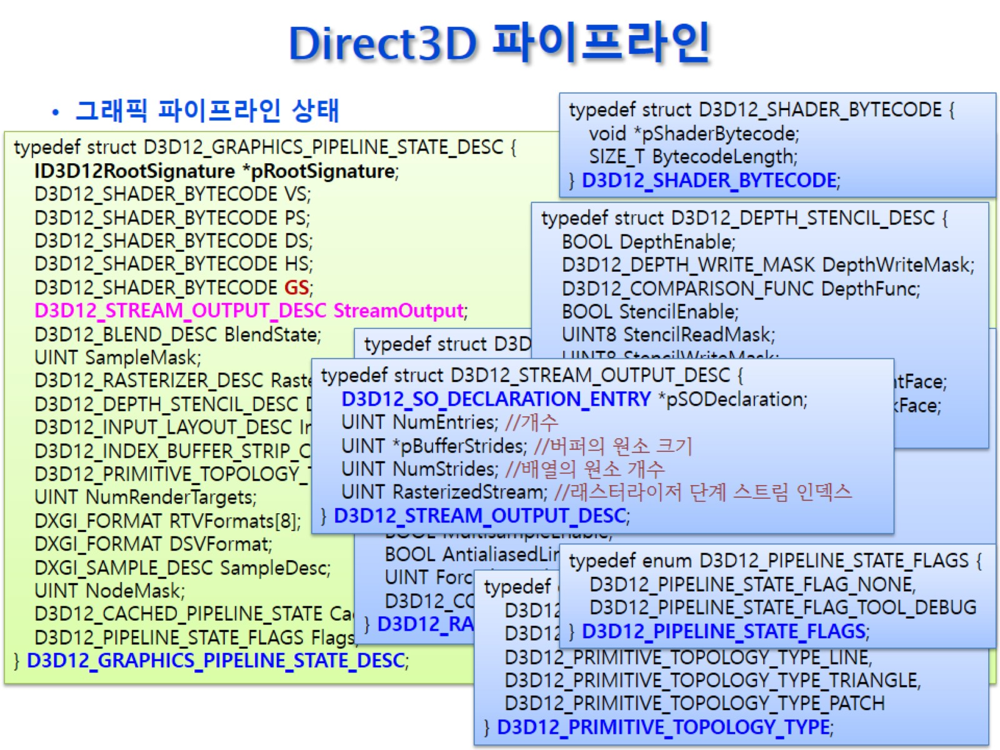 Direct3D 파이프라인
• 그래픽 파이프라인 상태
typedef struct D3D12_GRAPHICS_PIPELINE_STATE_DESC {
ID3D12RootSignature *pRootSignature;
D3D12_SHADER_BYTECODE VS;
D3D12_SHADER_BYTECODE PS;
D3D12_SHADER_BYTECODE DS;
D3D12_SHADER_BYTECODE HS;
D3D12_SHADER_BYTECODE GS;
D3D12_STREAM_OUTPUT_DESC StreamOutput;
D3D12_BLEND_DESC BlendState;
UINT SampleMask;
D3D12_RASTERIZER_DESC Raste
D3D12_DEPTH_STENCIL_DESC
D3D12_INPUT_LAYOUT_DESC
D3D12_INDEX_BUFFER_STRIP_C
D3D12_PRIMITIVE_TOPOLOGY_
UINT NumRenderTargets;
DXGI_FORMAT RTVFormats[8];
DXGI_FORMAT DSVFormat;
DXGI_SAMPLE_DESC SampleDesc;
UINT NodeMask;
D3D12_CACHED_PIPELINE_STATE Ca
D3D12_PIPELINE_STATE_FLAGS Flags;
} D3D12_GRAPHICS_PIPELINE_STATE_DESC;
typedef struct D3D12_SHADER_BYTECODE {
void *pShaderBytecode;
SIZE_T BytecodeLength;
} D3D12_SHADER_BYTECODE;
typedef struct D3D12_DEPTH_STENCIL_DESC {
BOOL DepthEnable;
D3D12_DEPTH_WRITE_MASK DepthWriteMask;
D3D12_COMPARISON_FUNC DepthFunc;
BOOL StencilEnable;
UINT8 StencilReadMask;
UINT8 StencilWriteMask;
ntFace;
kFace;
typedef struct D3D
typedef struct D3D12_STREAM_OUTPUT_DESC {
D3D12_SO_DECLARATION_ENTRY *pSODeclaration;
UINT NumEntries; //개수
UINT *pBufferStrides; //버퍼의 원소 크기
UINT NumStrides; //배열의 원소 개수
UINT RasterizedStream; //래스터라이저 단계 스트림 인덱스
} D3D12_STREAM_OUTPUT_DESC;
BOOL MultisampleEnable;
BOOL AntialiasedLi
UINT Forc
D3D12_CO
} D3D12_RA
typedef
D3D12
D3D12
D3D12_PRIMITIVE_TOPOLOGY_TYPE_LINE,
D3D12_PRIMITIVE_TOPOLOGY_TYPE_TRIANGLE,
D3D12_PRIMITIVE_TOPOLOGY_TYPE_PATCH
} D3D12_PRIMITIVE_TOPOLOGY_TYPE;
typedef enum D3D12_PIPELINE_STATE_FLAGS {
D3D12_PIPELINE_STATE_FLAG_NONE,
D3D12_PIPELINE_STATE_FLAG_TOOL_DEBUG
} D3D12_PIPELINE_STATE_FLAGS;